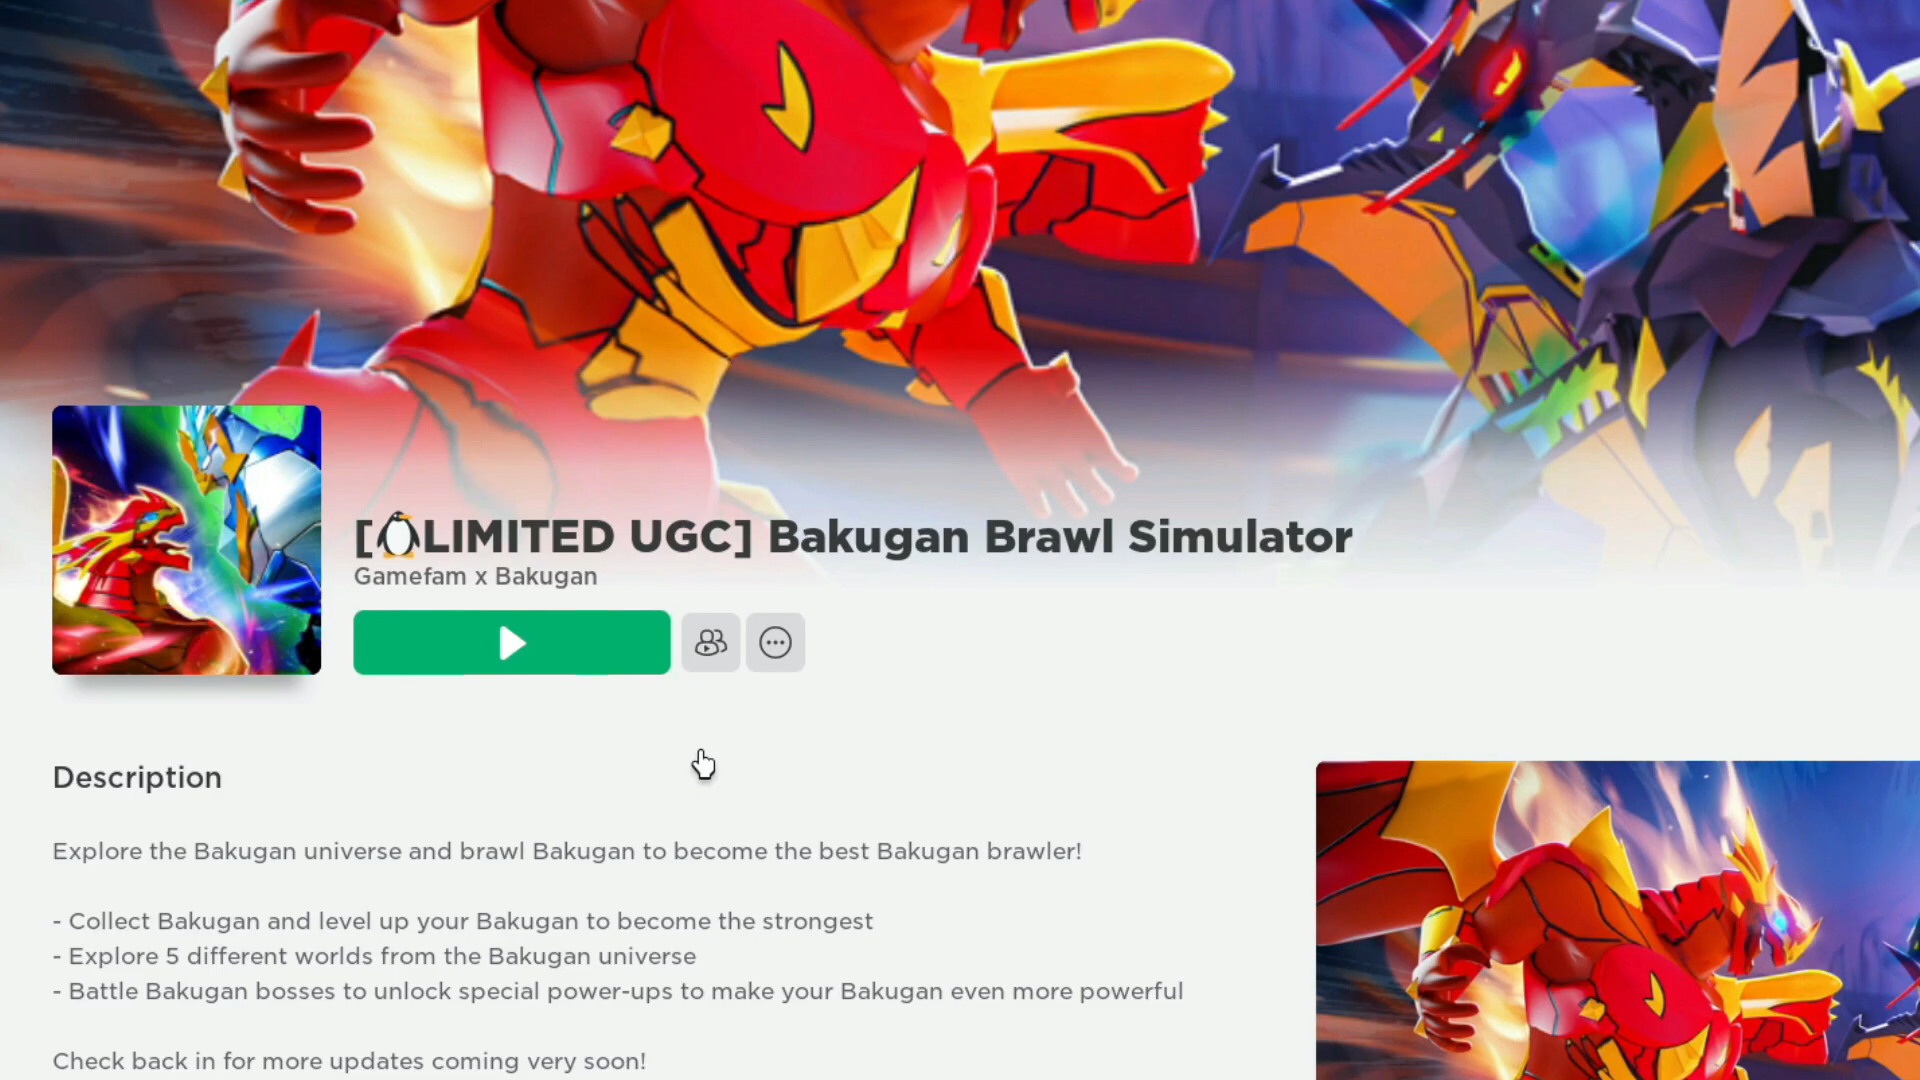 [🐧LIMITED UGC] Bakugan Brawl Simulator
Gamefam x Bakugan
Description
Explore the Bakugan universe and brawl Bakugan to become the best Bakugan brawler!
- Collect Bakugan and level up your Bakugan to become the strongest
- Explore 5 different worlds from the Bakugan universe
- Battle Bakugan bosses to unlock special power-ups to make your Bakugan even more powerful
Check back in for more updates coming very soon!